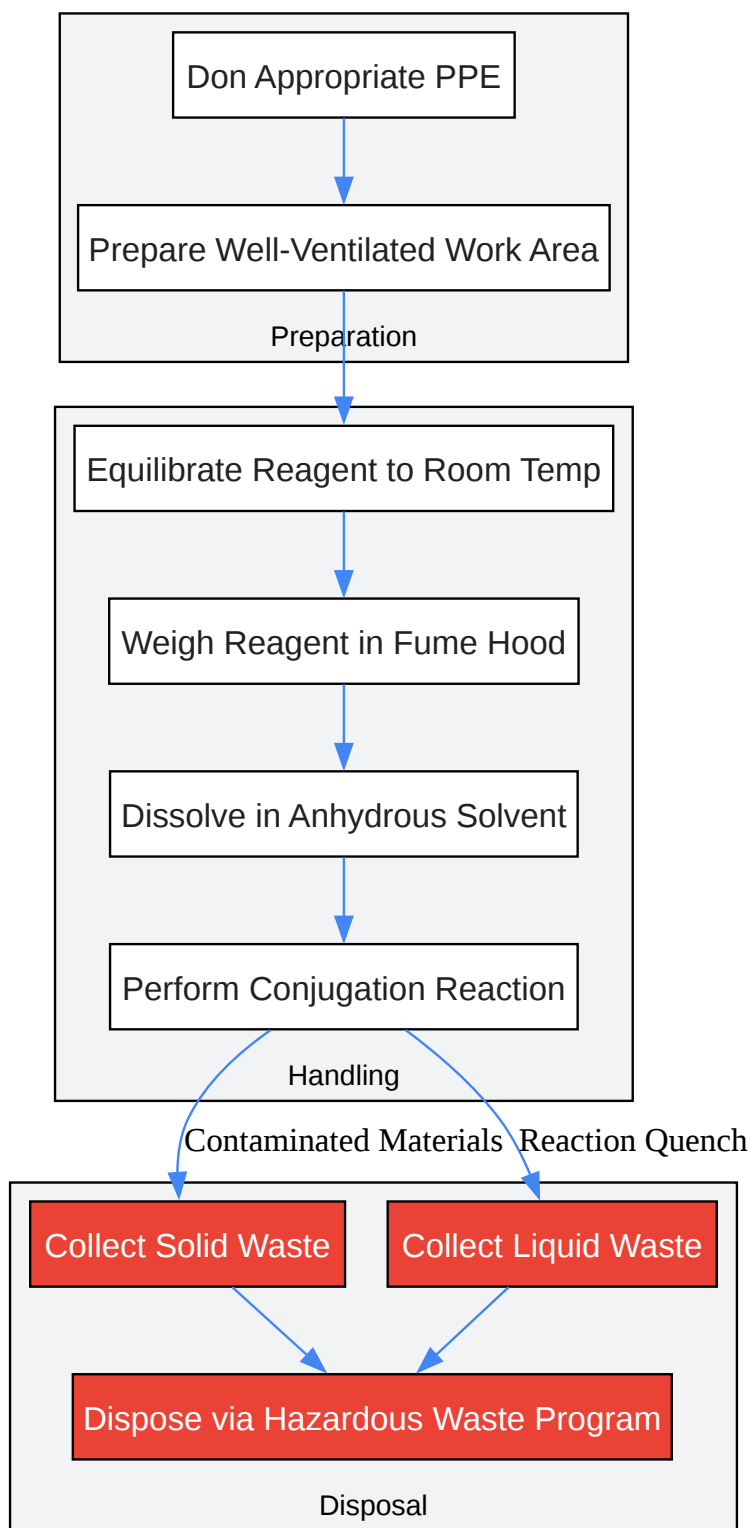 Don Appropriate PPE
Prepare Well-Ventilated Work Area
Preparation
Equilibrate Reagent to Room Temp
Weigh Reagent in Fume Hood
Dissolve in Anhydrous Solvent
Perform Conjugation Reaction
Handling
Contaminated Materials
Reaction Quench
Collect Solid Waste
Collect Liquid Waste
Dispose via Hazardous Waste Program
Disposal